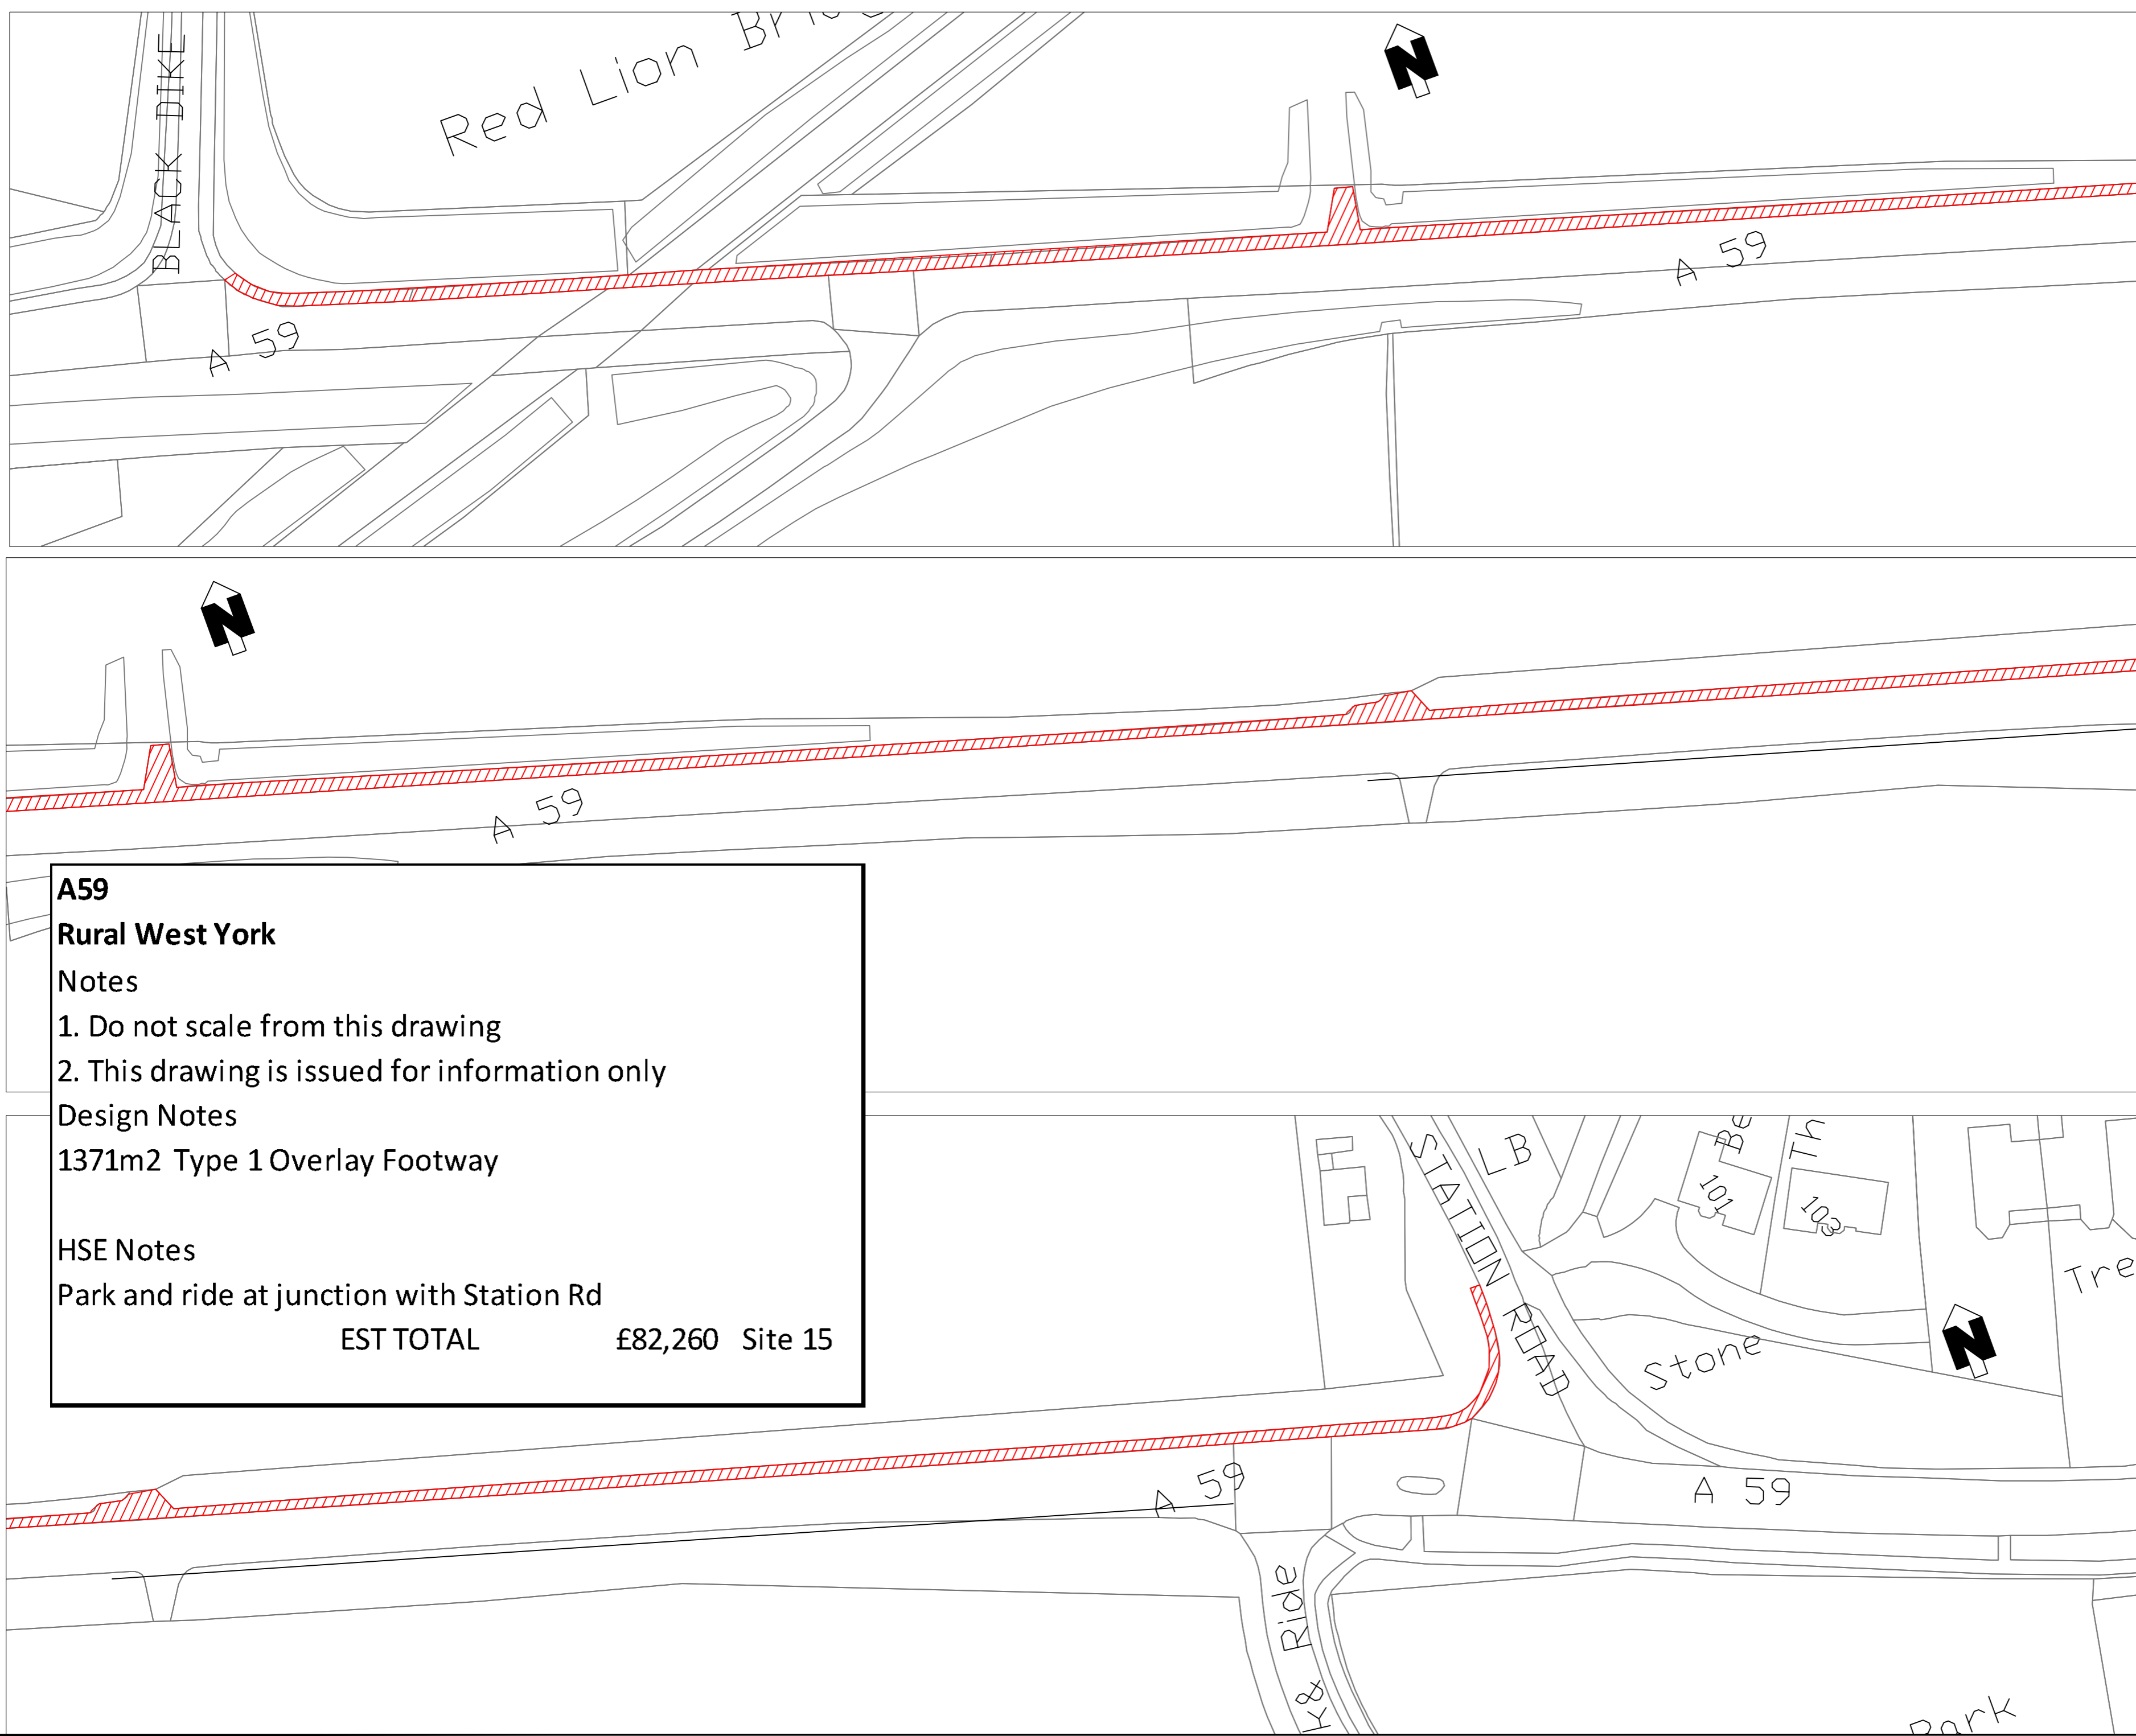 BLACK DIKE
Red Lion
N
A 59
A 59
N
A 59
A59
Rural West York
Notes
1. Do not scale from this drawing
2. This drawing is issued for information only
Design Notes
1371m2 Type 1 Overlay Footway
HSE Notes
Park and ride at junction with Station Rd
EST TOTAL £82,260 Site 15
STATION ROAD
LB
101
103
Stone
N
A 59
A 59
Ride